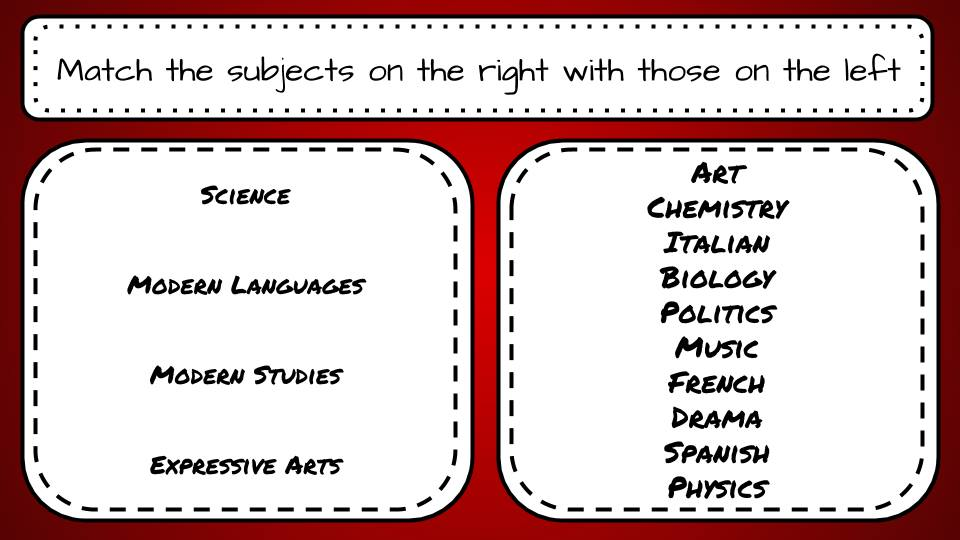 Match the subjects on the right with those on the left
Science
Modern Languages
Modern Studies
Expressive Arts
Art
Chemistry
Italian
Biology
Politics
Music
French
Drama
Spanish
Physics